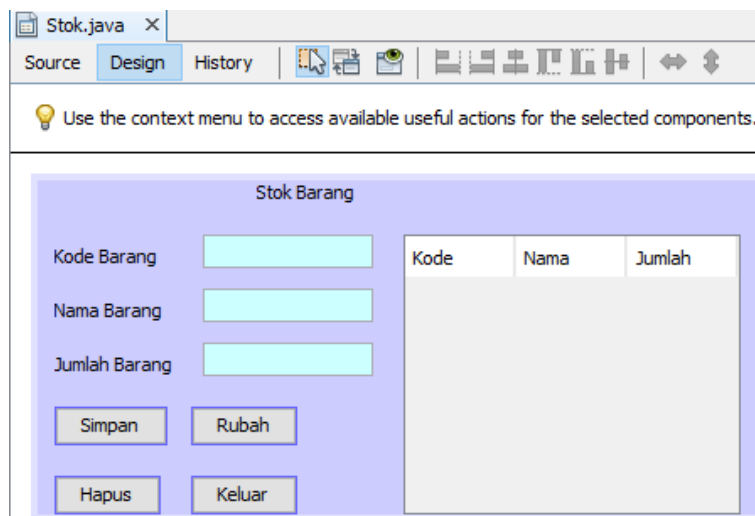 Stok.java
Source Design History
Use the context menu to access available useful actions for the selected components.
Stok Barang
Kode Barang
Nama Barang
Jumlah Barang
Kode Nama Jumlah
Simpan Rubah
Hapus Keluar